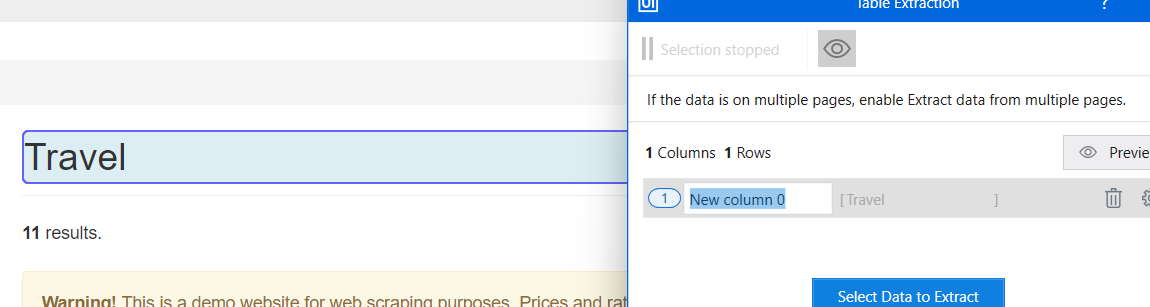 Table Extraction ?
Selection stopped
If the data is on multiple pages, enable Extract data from multiple pages.
Travel
1 Columns 1 Rows
Previe
1 New column 0 [ Travel ]
11 results.
Select Data to Extract
Warning! This is a demo website for web scraping purposes. Prices and rat